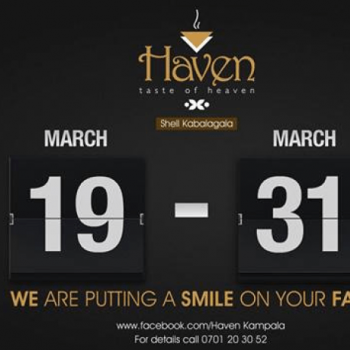 Haven
taste of heaven
Shell Kabalagala
MARCH MARCH
19 - 31
WE ARE PUTTING A SMILE ON YOUR FA
www.facebook.com/Haven Kampala
For details call 0701 20 30 52